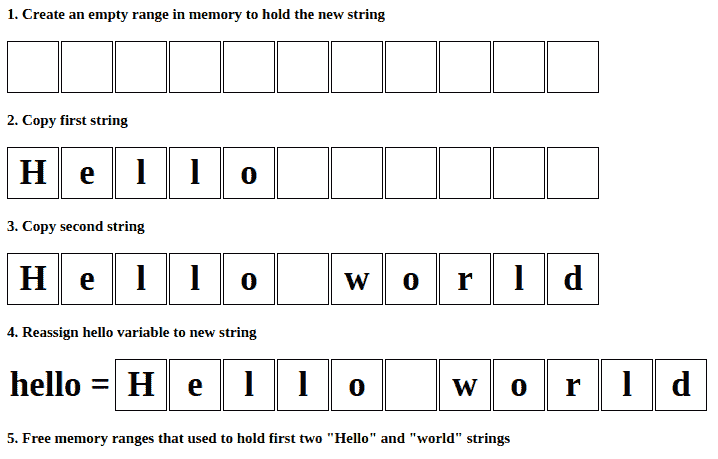 1. Create an empty range in memory to hold the new string
2. Copy first string
H e l l o
3. Copy second string
H e l l o w o r l d
4. Reassign hello variable to new string
hello = H e l l o w o r l d
5. Free memory ranges that used to hold first two "Hello" and "world" strings